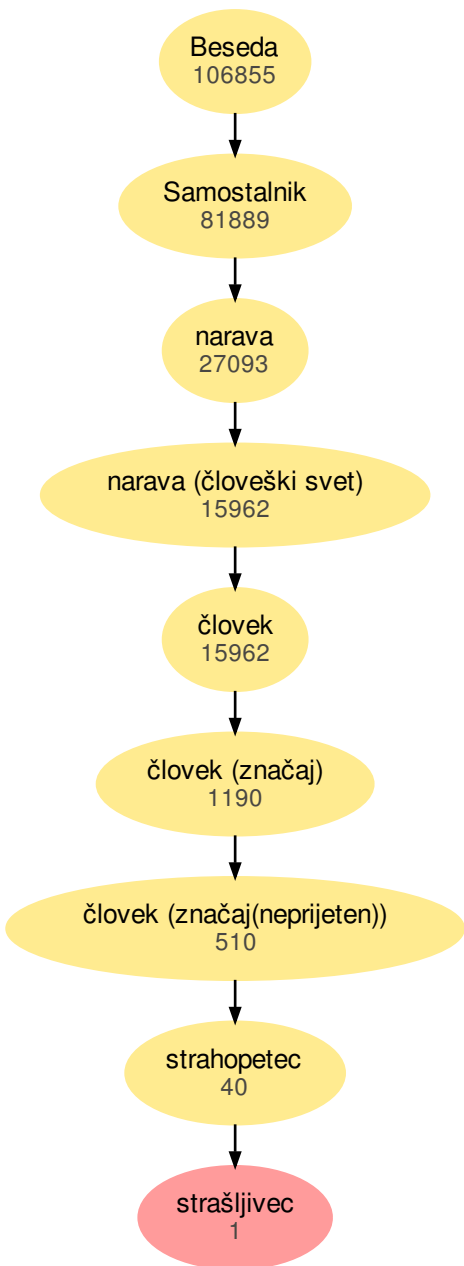 Beseda
106855
Samostalnik
81889
narava
27093
narava (človeški svet)
15962
človek
15962
človek (značaj)
1190
človek (značaj(neprijeten))
510
strahopetec
40
strašljivec
1